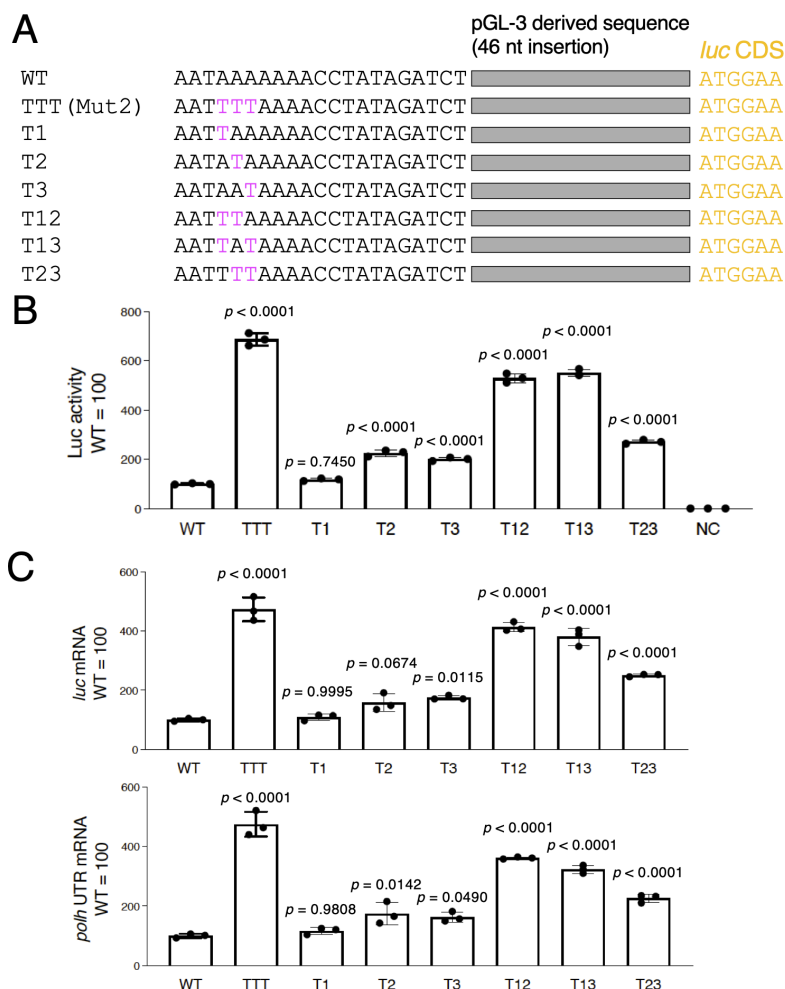 A
pGL-3 derived sequence
(46 nt insertion)
luc CDS
WT AATAAAAAAACCTATAGATCT ATGGAA
TTT (Mut2) AATTTTAAAACCTATAGATCT ATGGAA
T1 AATTAAAAAACCTATAGATCT ATGGAA
T2 AATATAAAAACCTATAGATCT ATGGAA
T3 AATAATAAAACCTATAGATCT ATGGAA
T12 AATTTAAAAACCTATAGATCT ATGGAA
T13 AATTATAAAACCTATAGATCT ATGGAA
T23 AATTTTAAAACCTATAGATCT ATGGAA
B
Luc activity
WT = 100
800
600
400
200
0
p < 0.0001
p = 0.7450
p < 0.0001
p < 0.0001
p < 0.0001
p < 0.0001
p < 0.0001
WT TTT T1 T2 T3 T12 T13 T23 NC
C
luc mRNA
WT = 100
600
400
200
0
p < 0.0001
p = 0.9995
p = 0.0674
p = 0.0115
p < 0.0001
p < 0.0001
p < 0.0001
WT TTT T1 T2 T3 T12 T13 T23
polh UTR mRNA
WT = 100
600
400
200
0
p < 0.0001
p = 0.9808
p = 0.0142
p = 0.0490
p < 0.0001
p < 0.0001
p < 0.0001
WT TTT T1 T2 T3 T12 T13 T23